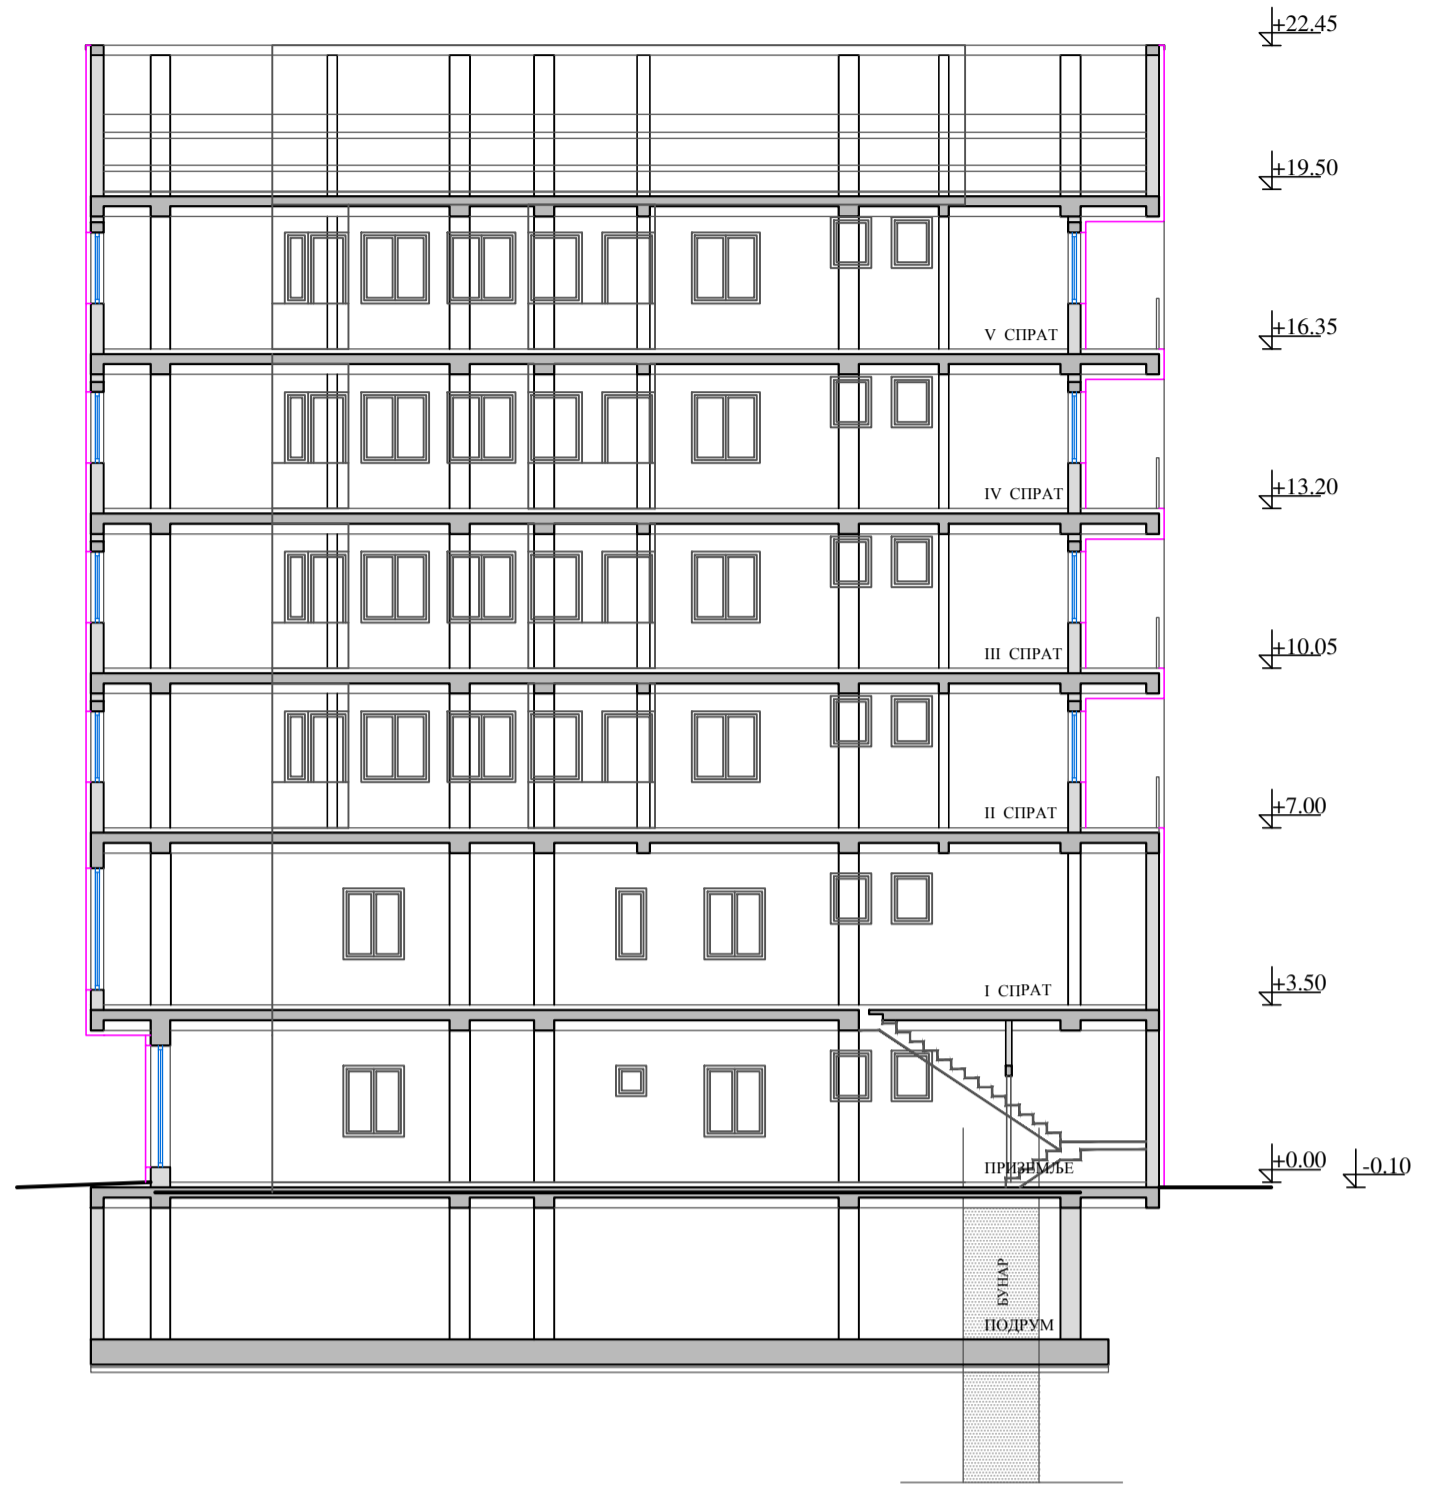 +22.45
+19.50
V СПРАТ
+16.35
IV СПРАТ
+13.20
III СПРАТ
+10.05
II СПРАТ
+7.00
I СПРАТ
+3.50
ПРИЗЕМЉЕ
+0.00
-0.10
БУНАР
ПОДРУМ